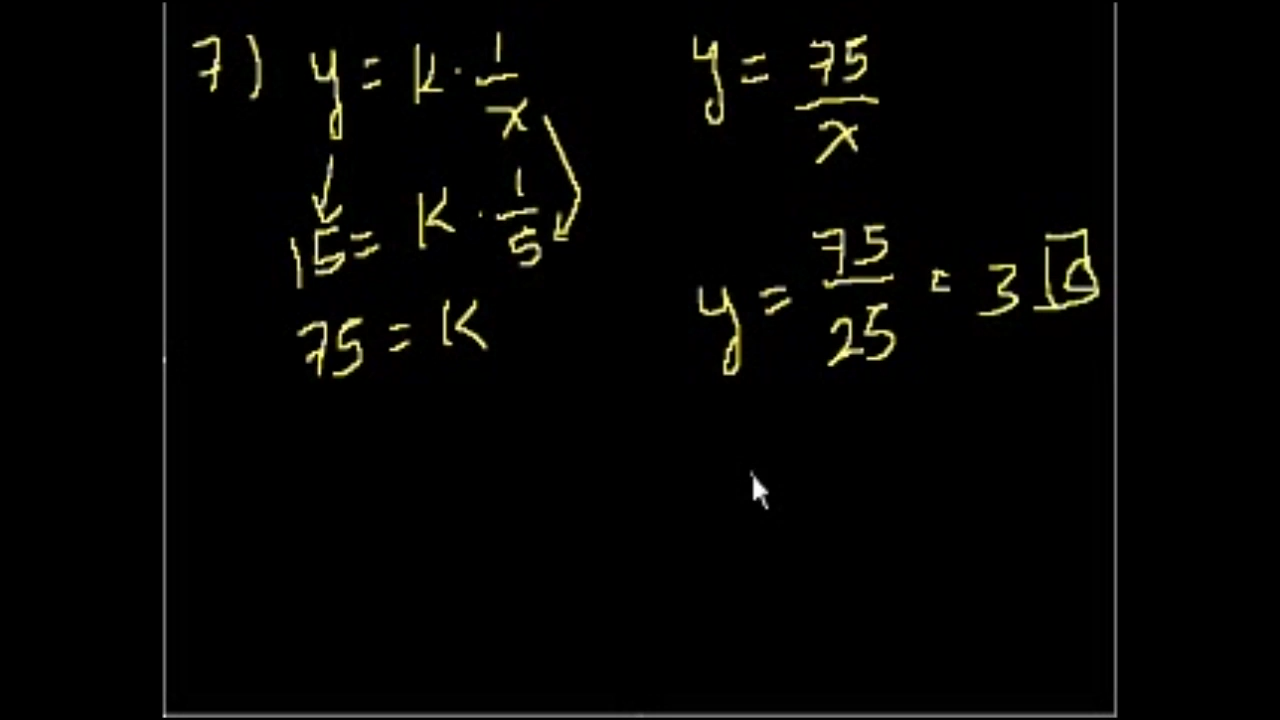 7) y = K · 1/x
15 = K · 1/5
75 = K
y = 75/x
y = 75/25 = 3